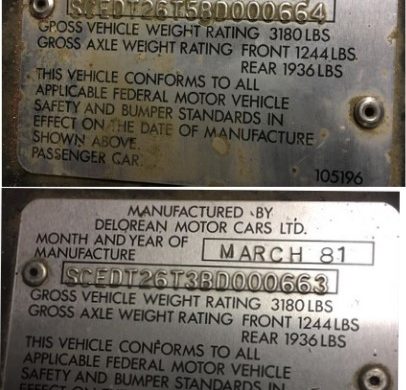 SCEDT26T5BD000664
GROSS VEHICLE WEIGHT RATING 3180 LBS
GROSS AXLE WEIGHT RATING FRONT 1244 LBS
REAR 1936 LBS
THIS VEHICLE CONFORMS TO ALL
APPLICABLE FEDERAL MOTOR VEHICLE
SAFETY AND BUMPER STANDARDS IN
EFFECT ON THE DATE OF MANUFACTURE
SHOWN ABOVE.
PASSENGER CAR.
105196
MANUFACTURED BY
DELOREAN MOTOR CARS LTD.
MONTH AND YEAR OF
MANUFACTURE MARCH 81
SCEDT26T3BD000663
GROSS VEHICLE WEIGHT RATING 3180 LBS
GROSS AXLE WEIGHT RATING FRONT 1244 LBS
REAR 1936 LBS
THIS VEHICLE CONFORMS TO ALL
APPLICABLE FEDERAL MOTOR VEHICLE
SAFETY AND BUMPER STANDARDS IN